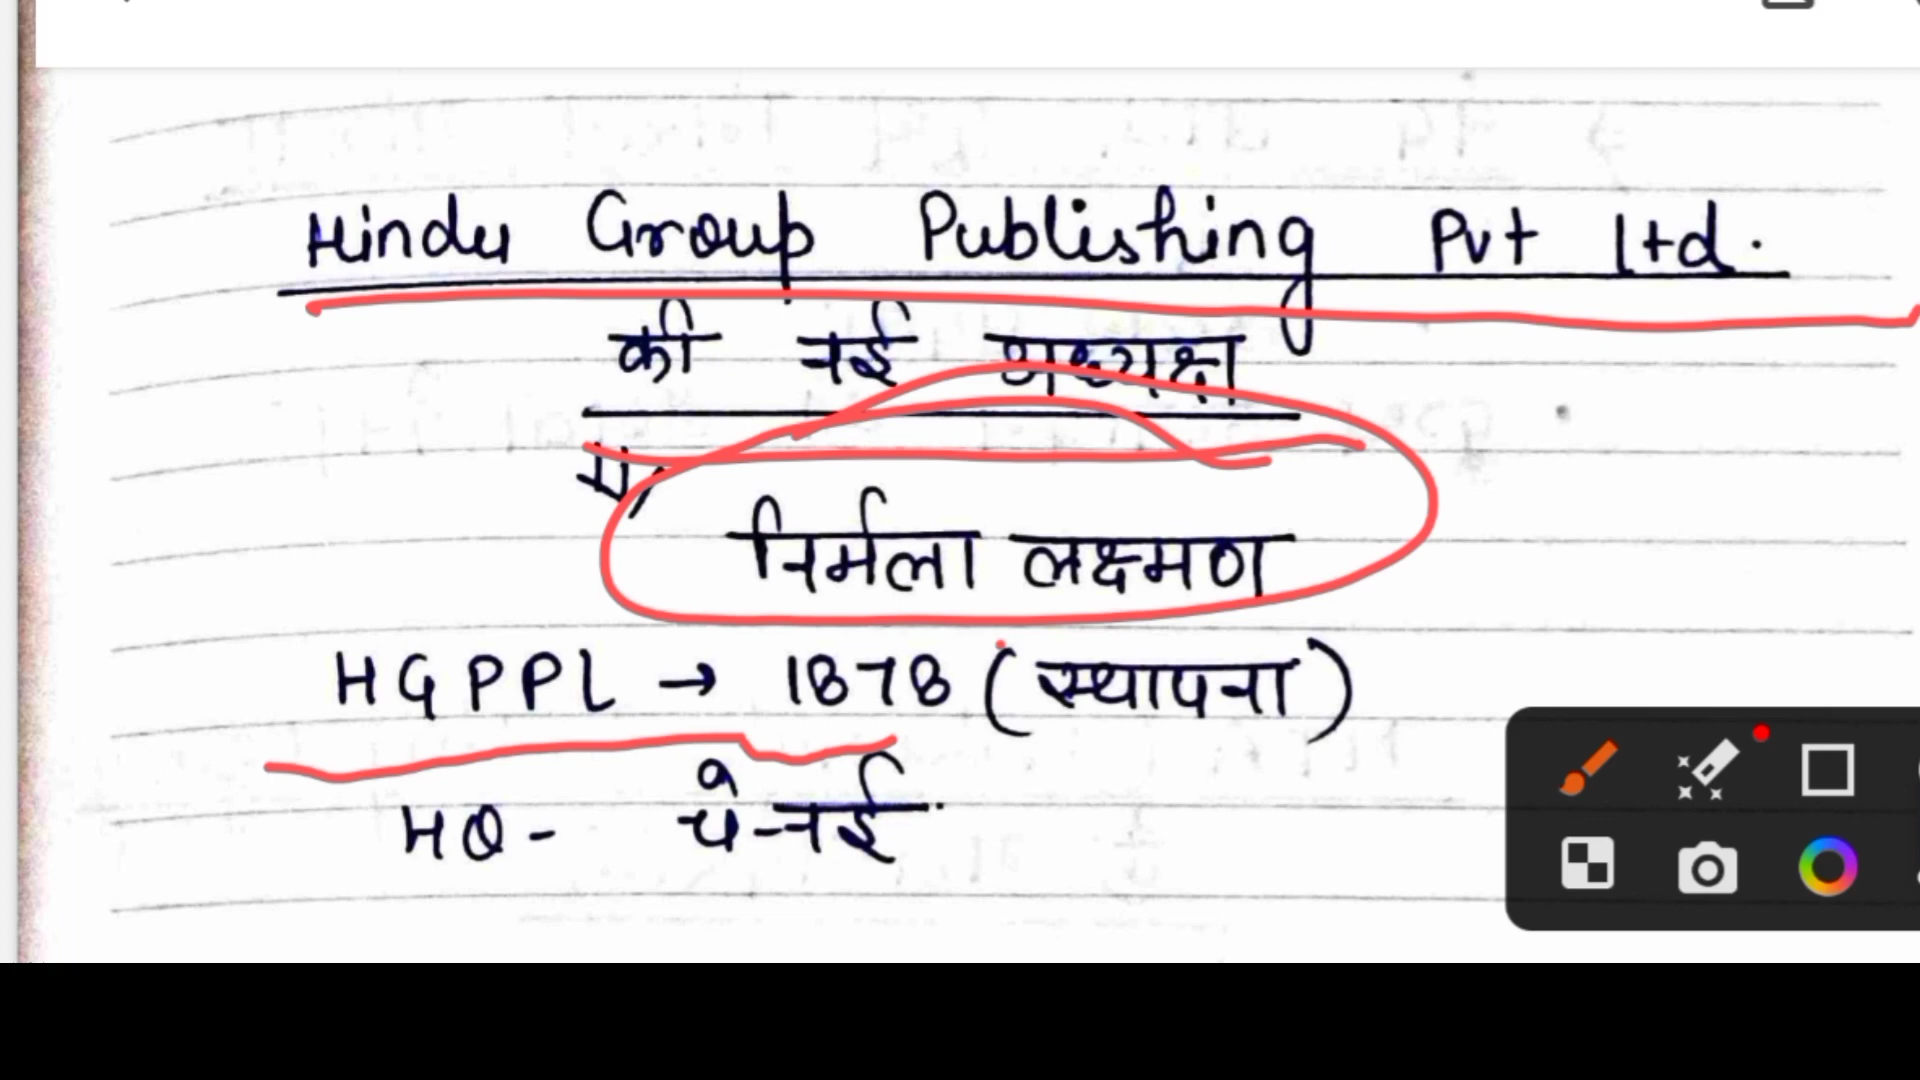 Hindu Group Publishing Pvt Ltd.
की नई अध्यक्ष
निर्मला लक्ष्मण
HGPPL → 1878 (स्थापना)
HQ - चेन्नई